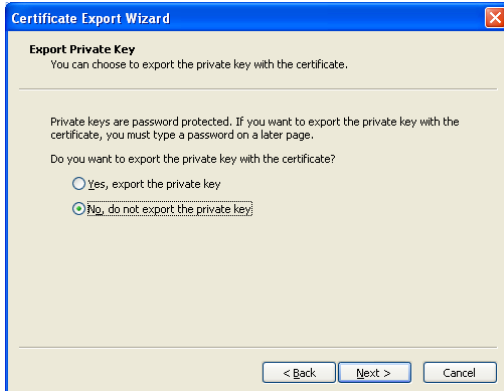 Certificate Export Wizard
Export Private Key
You can choose to export the private key with the certificate.
Private keys are password protected. If you want to export the private key with the
certificate, you must type a password on a later page.
Do you want to export the private key with the certificate?
Yes, export the private key
No, do not export the private key
< Back Next > Cancel